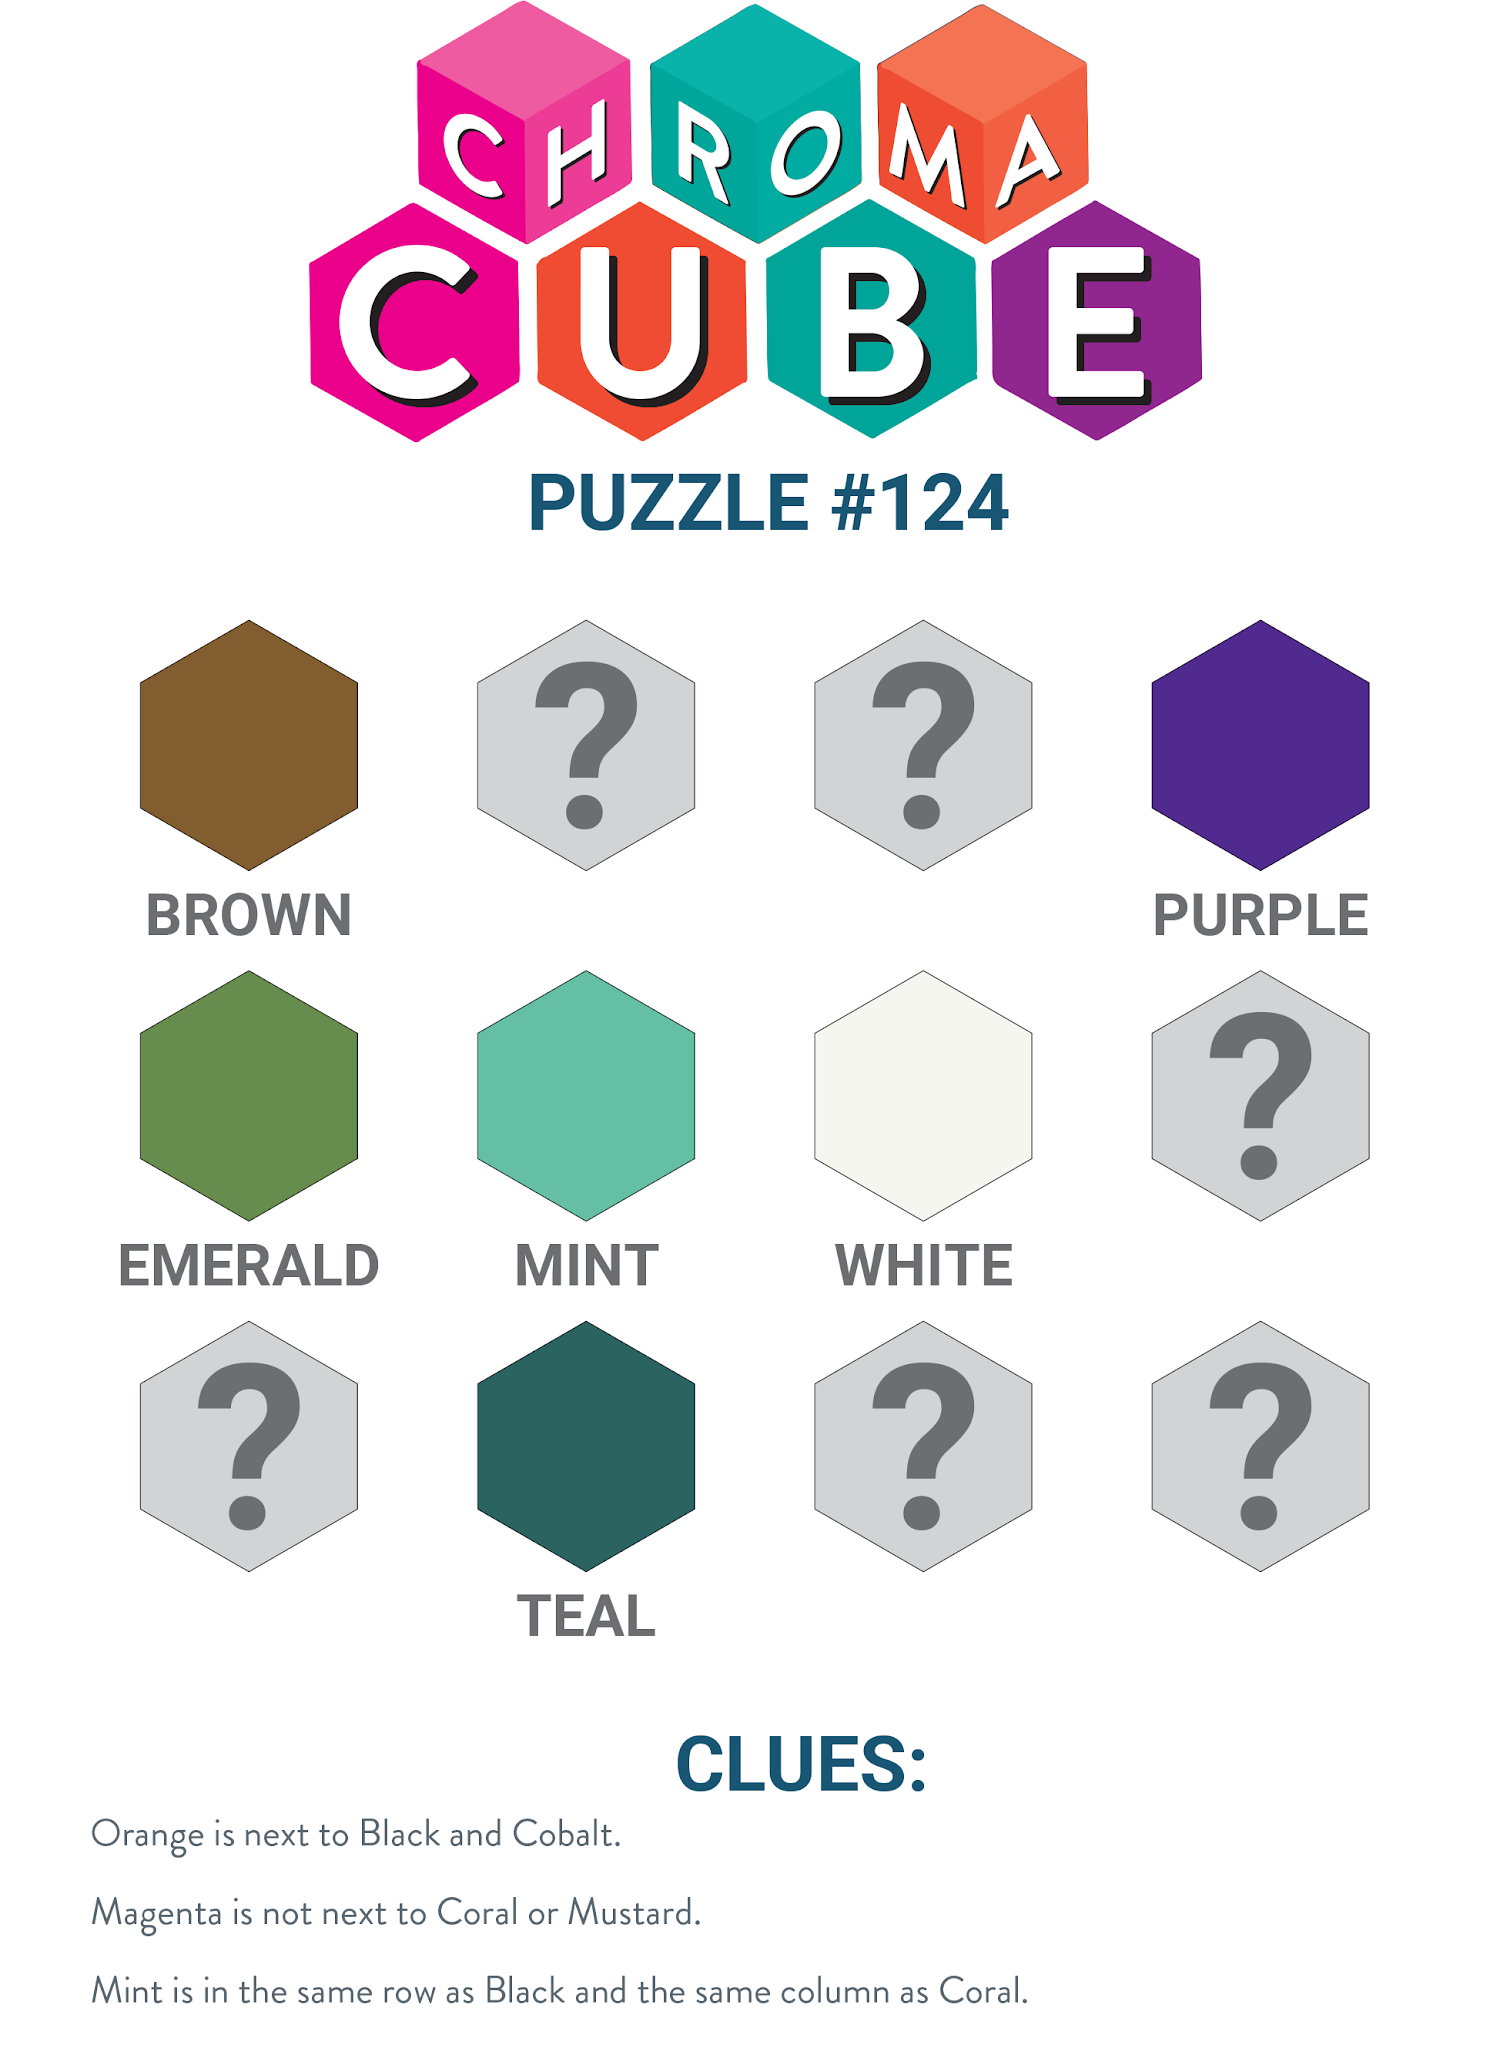 CHROMA
CUBE
PUZZLE #124
? ?
BROWN PURPLE
?
EMERALD MINT WHITE
? ? ?
TEAL
CLUES:
Orange is next to Black and Cobalt.
Magenta is not next to Coral or Mustard.
Mint is in the same row as Black and the same column as Coral.